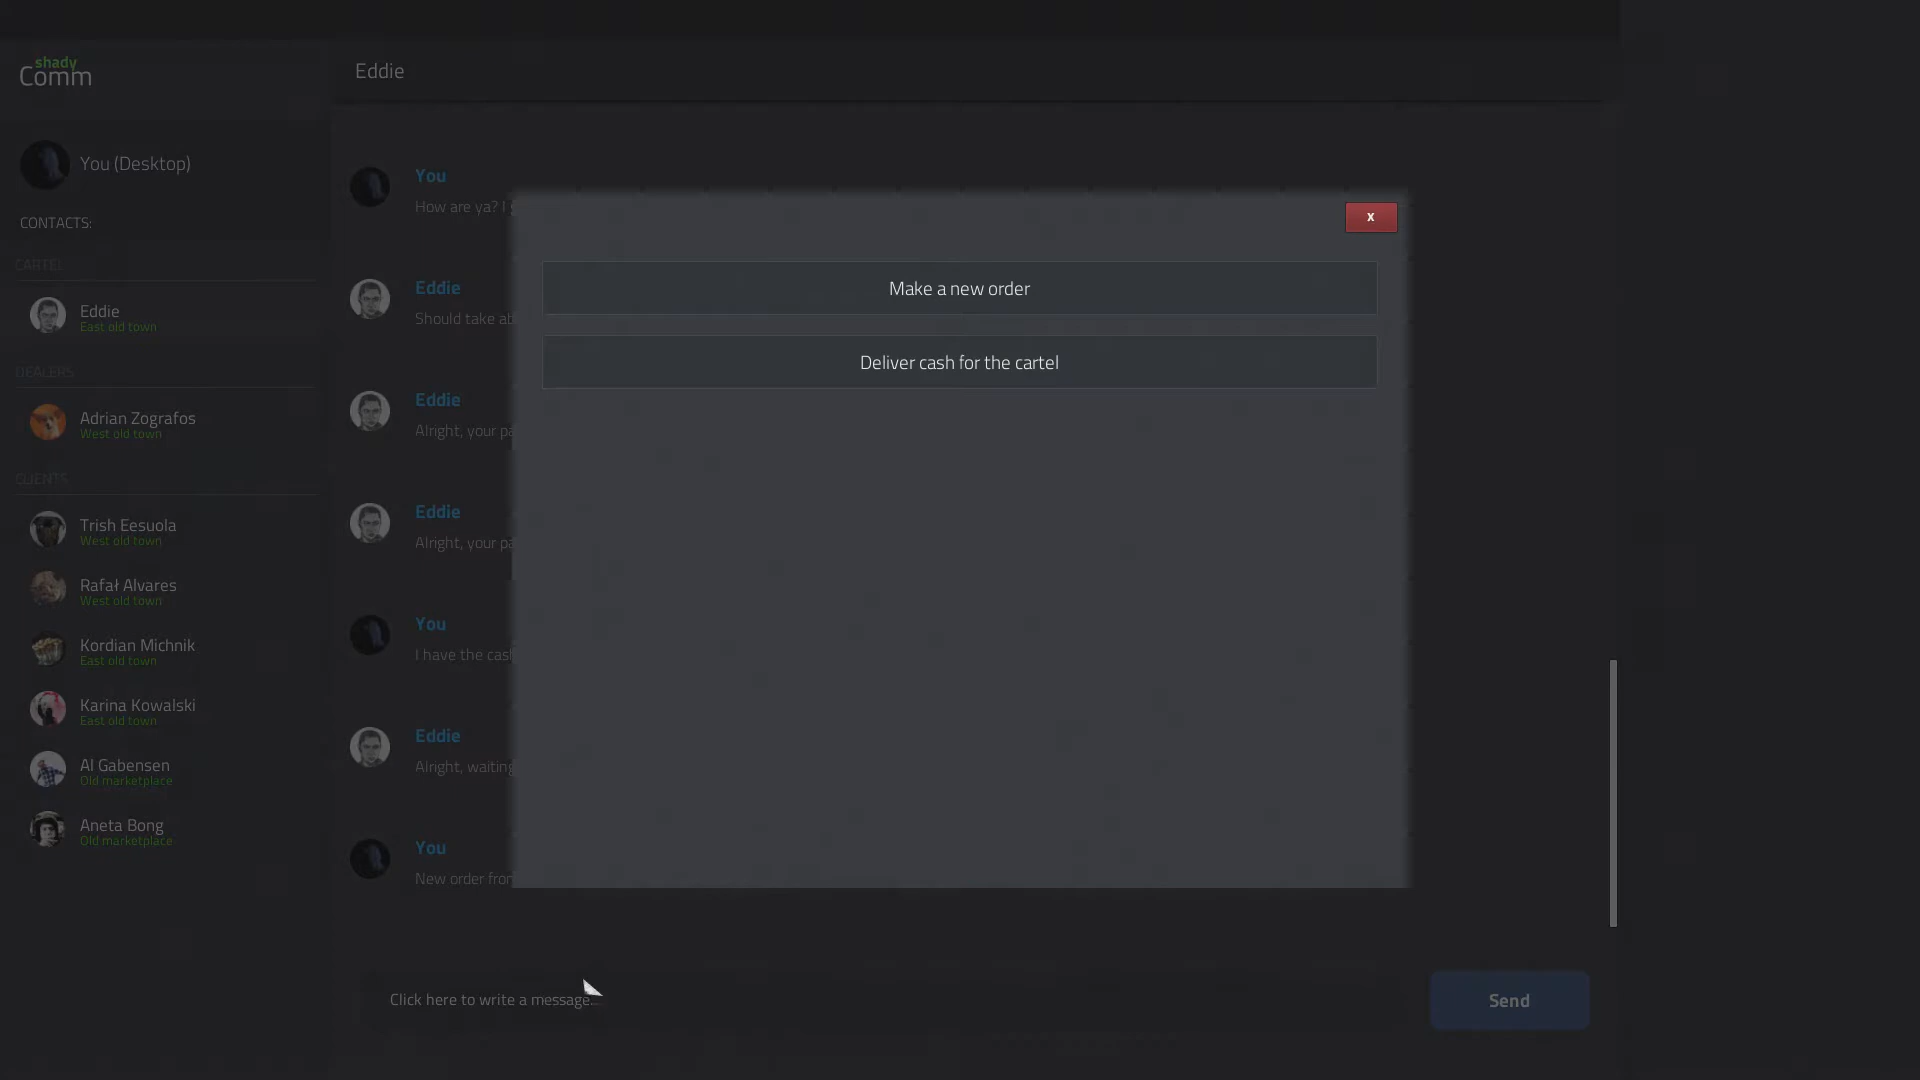 shady
Comm
Eddie
You (Desktop)
CONTACTS:
CARTEL
Eddie
East old town
DEALERS
Adrian Zografos
West old town
CLIENTS
Trish Eesuola
West old town
Rafał Alvares
West old town
Kordian Michnik
East old town
Karina Kowalski
East old town
Al Gabensen
Old marketplace
Aneta Bong
Old marketplace
You
How are ya? I
Eddie
Should take
Eddie
Alright, your
Eddie
Alright, your
You
I have the
Eddie
Alright, waiting
You
New order
x
Make a new order
Deliver cash for the cartel
Click here to write a message...
Send